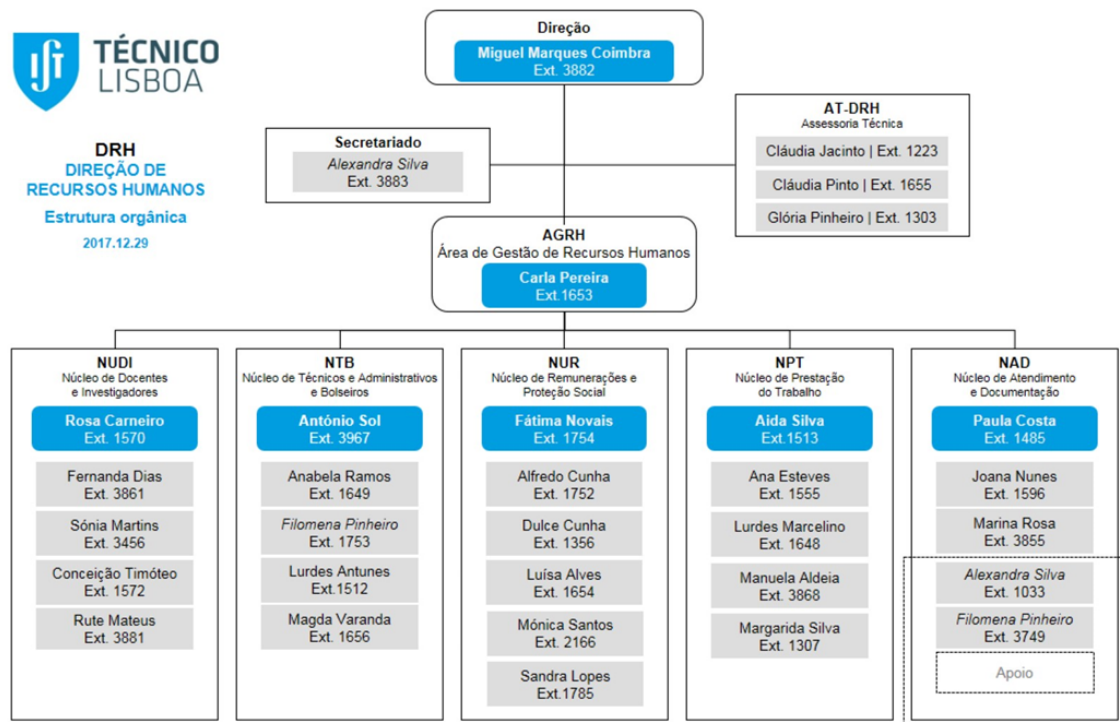 TÉCNICO
LISBOA
DRH
DIREÇÃO DE
RECURSOS HUMANOS
Estrutura orgânica
2017.12.29
Direção
Miguel Marques Coimbra
Ext. 3882
Secretariado
Alexandra Silva
Ext. 3883
AT-DRH
Assessoria Técnica
Cláudia Jacinto | Ext. 1223
Cláudia Pinto | Ext. 1655
Glória Pinheiro | Ext. 1303
AGRH
Área de Gestão de Recursos Humanos
Carla Pereira
Ext.1653
NUDI
Núcleo de Docentes
e Investigadores
Rosa Carneiro
Ext. 1570
Fernanda Dias
Ext. 3861
Sónia Martins
Ext. 3456
Conceição Timóteo
Ext. 1572
Rute Mateus
Ext. 3881
NTB
Núcleo de Técnicos e Administrativos
e Bolseiros
António Sol
Ext. 3967
Anabela Ramos
Ext. 1649
Filomena Pinheiro
Ext. 1753
Lurdes Antunes
Ext.1512
Magda Varanda
Ext. 1656
NUR
Núcleo de Remunerações e
Proteção Social
Fátima Novais
Ext. 1754
Alfredo Cunha
Ext. 1752
Dulce Cunha
Ext. 1356
Luísa Alves
Ext. 1654
Mónica Santos
Ext. 2166
Sandra Lopes
Ext.1785
NPT
Núcleo de Prestação
do Trabalho
Aida Silva
Ext.1513
Ana Esteves
Ext. 1555
Lurdes Marcelino
Ext. 1648
Manuela Aldeia
Ext. 3868
Margarida Silva
Ext. 1307
NAD
Núcleo de Atendimento
e Documentação
Paula Costa
Ext. 1485
Joana Nunes
Ext. 1596
Marina Rosa
Ext. 3855
Alexandra Silva
Ext. 1033
Filomena Pinheiro
Ext. 3749
Apoio